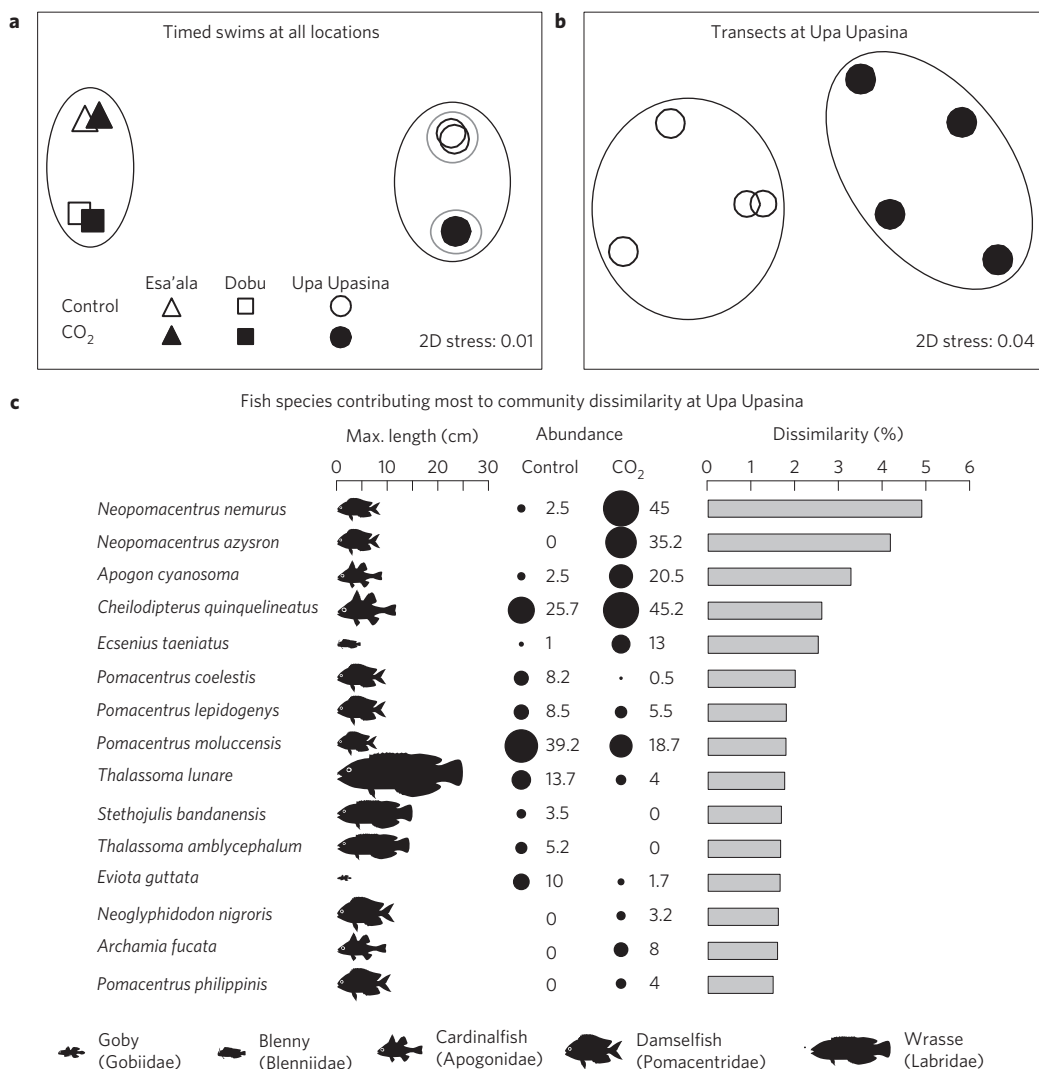 a
Timed swims at all locations
Esa'ala Dobu Upa Upasina
Control
CO2
2D stress: 0.01
b
Transects at Upa Upasina
2D stress: 0.04
c
Fish species contributing most to community dissimilarity at Upa Upasina
Max. length (cm) Abundance Dissimilarity (%)
0 10 20 30 Control CO2 0 1 2 3 4 5 6
Neopomacentrus nemurus 2.5 45
Neopomacentrus azysron 0 35.2
Apogon cyanosoma 2.5 20.5
Cheilodipterus quinquelineatus 25.7 45.2
Ecsenius taeniatus 1 13
Pomacentrus coelestis 8.2 0.5
Pomacentrus lepidogenys 8.5 5.5
Pomacentrus moluccensis 39.2 18.7
Thalassoma lunare 13.7 4
Stethojulis bandanensis 3.5 0
Thalassoma amblycephalum 5.2 0
Eviota guttata 10 1.7
Neoglyphidodon nigroris 0 3.2
Archamia fucata 0 8
Pomacentrus philippinis 0 4
Goby
(Gobiidae)
Blenny
(Blenniidae)
Cardinalfish
(Apogonidae)
Damselfish
(Pomacentridae)
Wrasse
(Labridae)